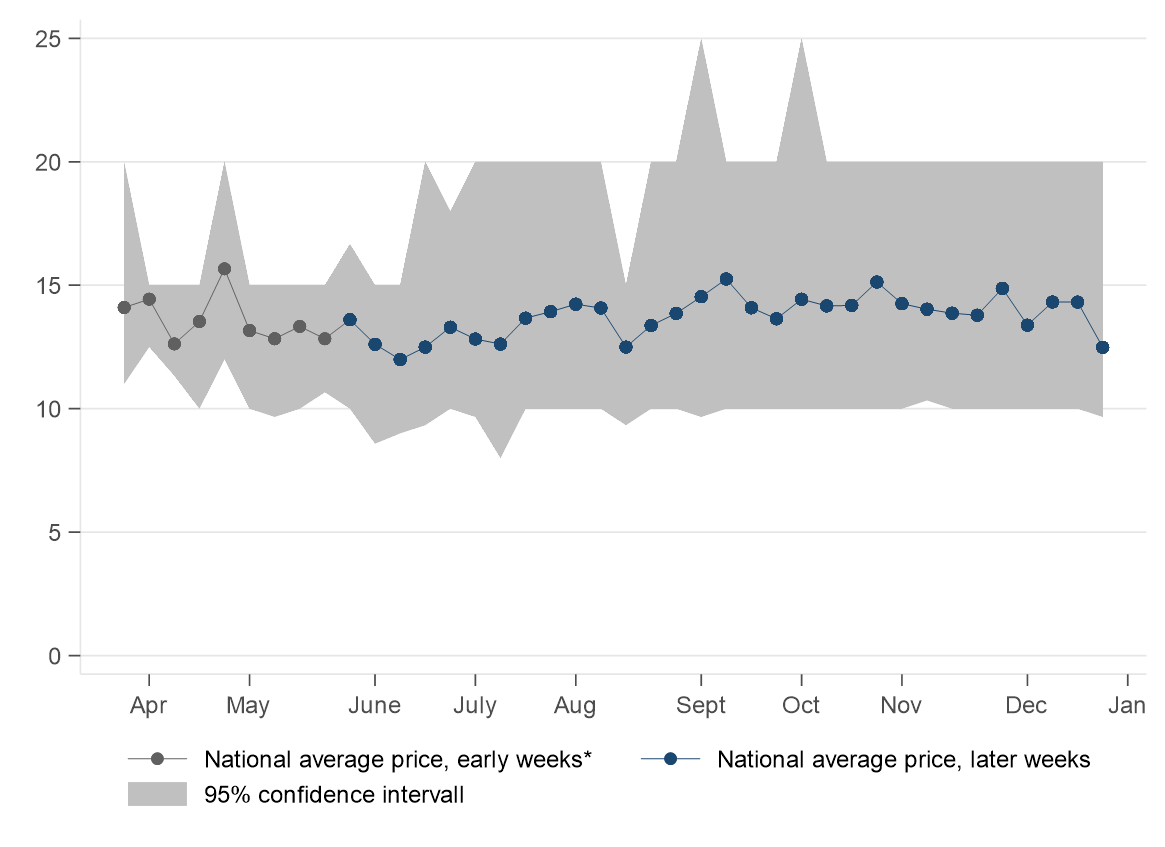 25
20
15
10
5
0
Apr May June July Aug Sept Oct Nov Dec Jan
National average price, early weeks* National average price, later weeks
95% confidence intervall